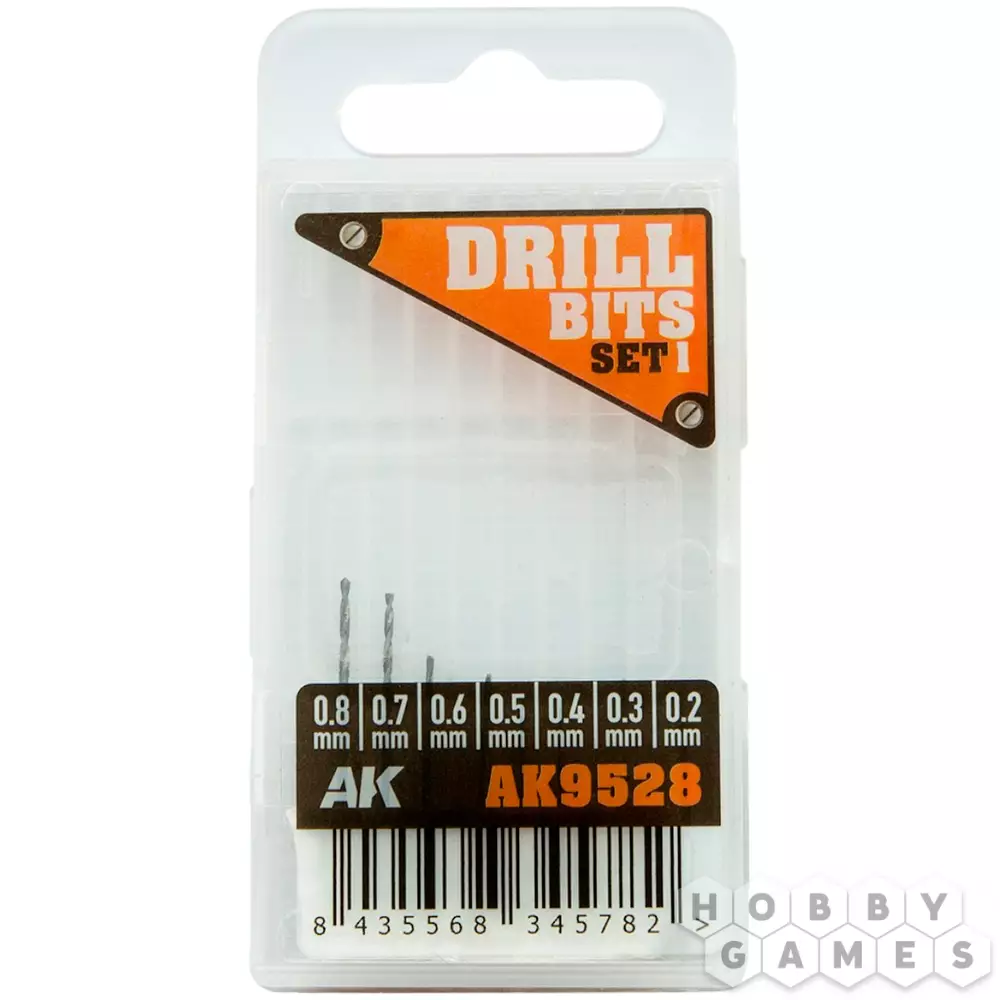 DRILL
BITS
SET 1
0.8 mm | 0.7 mm | 0.6 mm | 0.5 mm | 0.4 mm | 0.3 mm | 0.2 mm
AK AK9528
8 435568 345782 >
HOBBY
GAMES